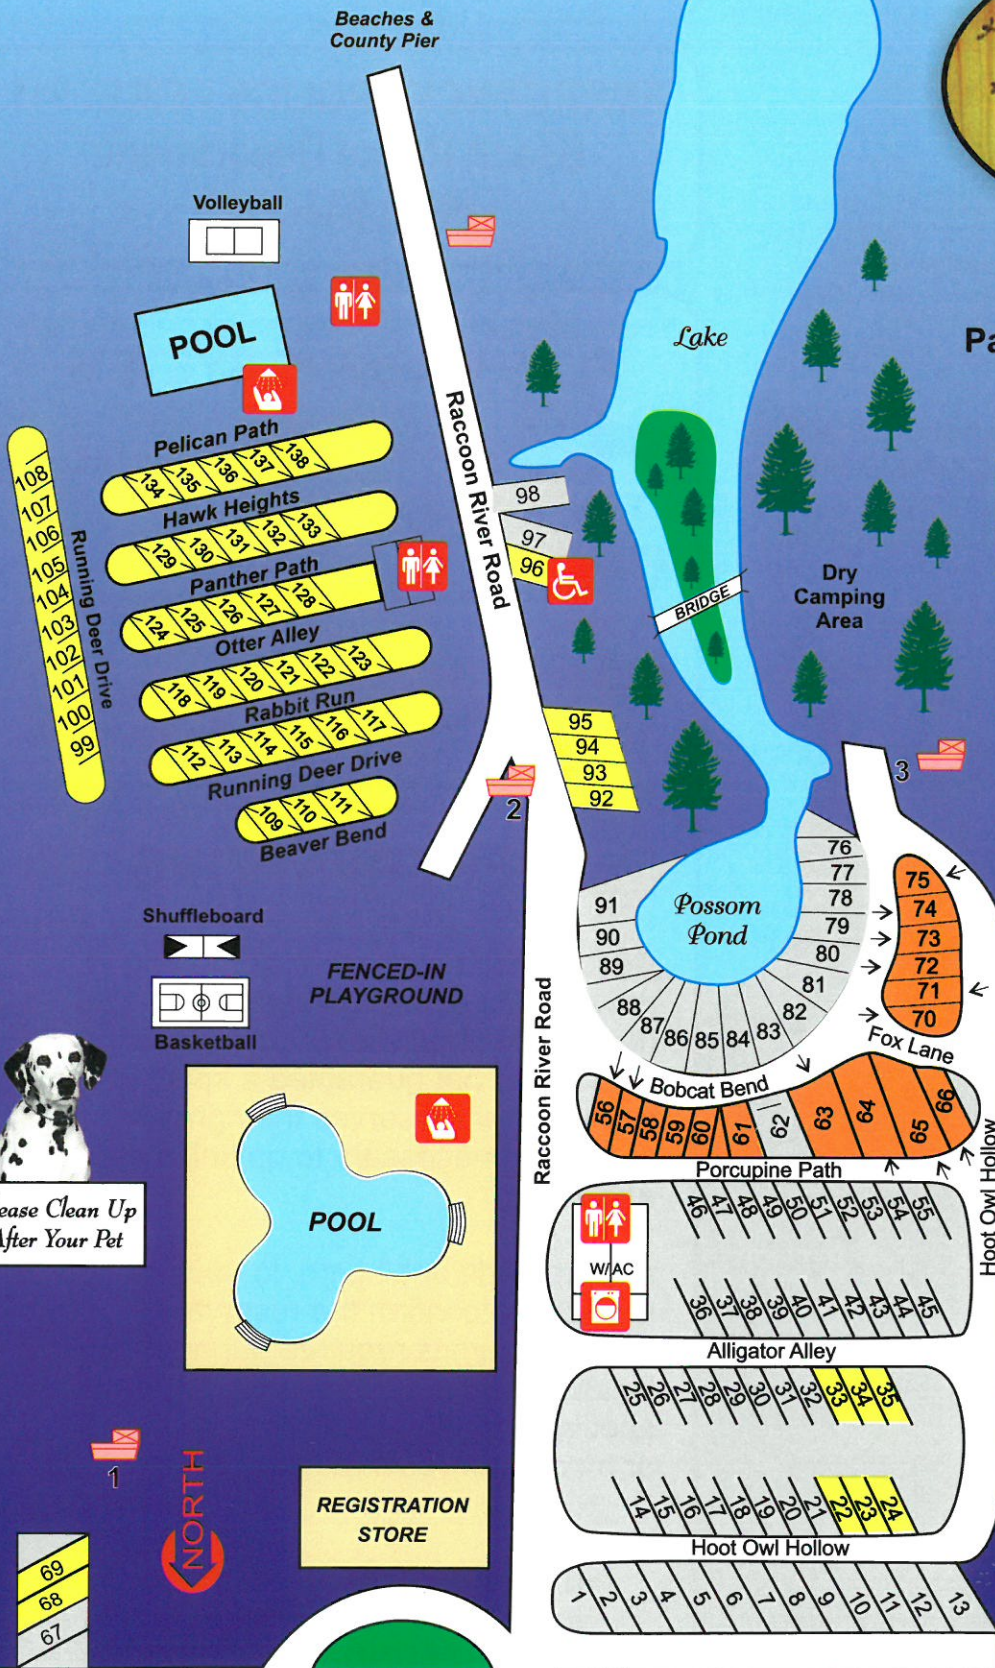 Beaches &
County Pier
Volleyball
POOL
Lake
Pelican Path
134 135 136 137 138
Hawk Heights
129 130 131 132 133
Panther Path
124 125 126 127 128
Otter Alley
118 119 120 121 122 123
Rabbit Run
112 113 114 115 116 117
Running Deer Drive
109 110 111
Beaver Bend
108
107
106
105
104
103
102
101
100
99
Running Deer Drive
Raccoon River Road
98
97
96
BRIDGE
Dry
Camping
Area
95
94
93
92
2
3
76
77
78
79
80
81
82
83
84
85
86
87
88
89
90
91
Possom
Pond
75
74
73
72
71
70
Fox Lane
Shuffleboard
Basketball
FENCED-IN
PLAYGROUND
Raccoon River Road
Bobcat Bend
56 57 58 59 60 61 62 63 64 65 66
Porcupine Path
Hoot Owl Hollow
46 47 48 49 50 51 52 53 54 55
W/AC
36 37 38 39 40 41 42 43 44 45
Alligator Alley
25 26 27 28 29 30 31 32 33 34 35
14 15 16 17 18 19 20 21 22 23 24
Hoot Owl Hollow
1 2 3 4 5 6 7 8 9 10 11 12 13
ease Clean Up
After Your Pet
POOL
1
NORTH
REGISTRATION
STORE
69
68
67